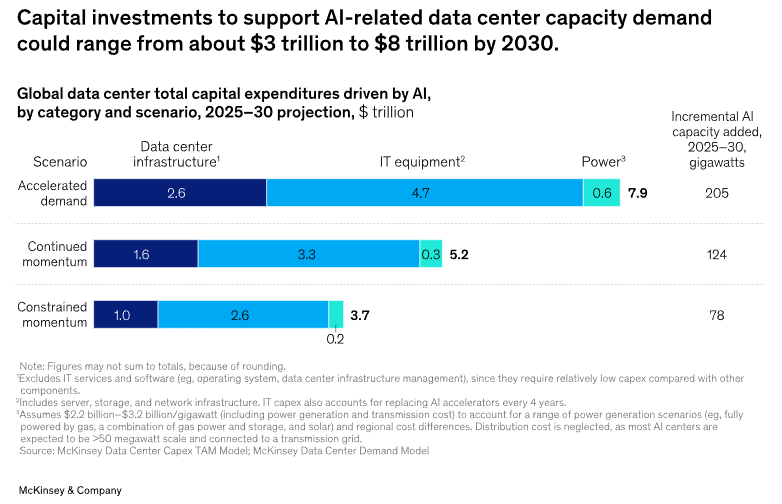 Capital investments to support AI-related data center capacity demand
could range from about $3 trillion to $8 trillion by 2030.
Global data center total capital expenditures driven by AI,
by category and scenario, 2025–30 projection, $ trillion
Incremental AI
capacity added,
2025–30,
gigawatts
Scenario
Data center
infrastructure¹
IT equipment²
Power³
Accelerated
demand
2.6
4.7
0.6
7.9
205
Continued
momentum
1.6
3.3
0.3
5.2
124
Constrained
momentum
1.0
2.6
3.7
78
0.2
Note: Figures may not sum to totals, because of rounding.
¹Excludes IT services and software (eg, operating system, data center infrastructure management), since they require relatively low capex compared with other
components.
²Includes server, storage, and network infrastructure. IT capex also accounts for replacing AI accelerators every 4 years.
³Assumes $2.2 billion–$3.2 billion/gigawatt (including power generation and transmission cost) to account for a range of power generation scenarios (eg, fully
powered by gas, a combination of gas power and storage, and solar) and regional cost differences. Distribution cost is neglected, as most AI centers are
expected to be >50 megawatt scale and connected to a transmission grid.
Source: McKinsey Data Center Capex TAM Model; McKinsey Data Center Demand Model
McKinsey & Company